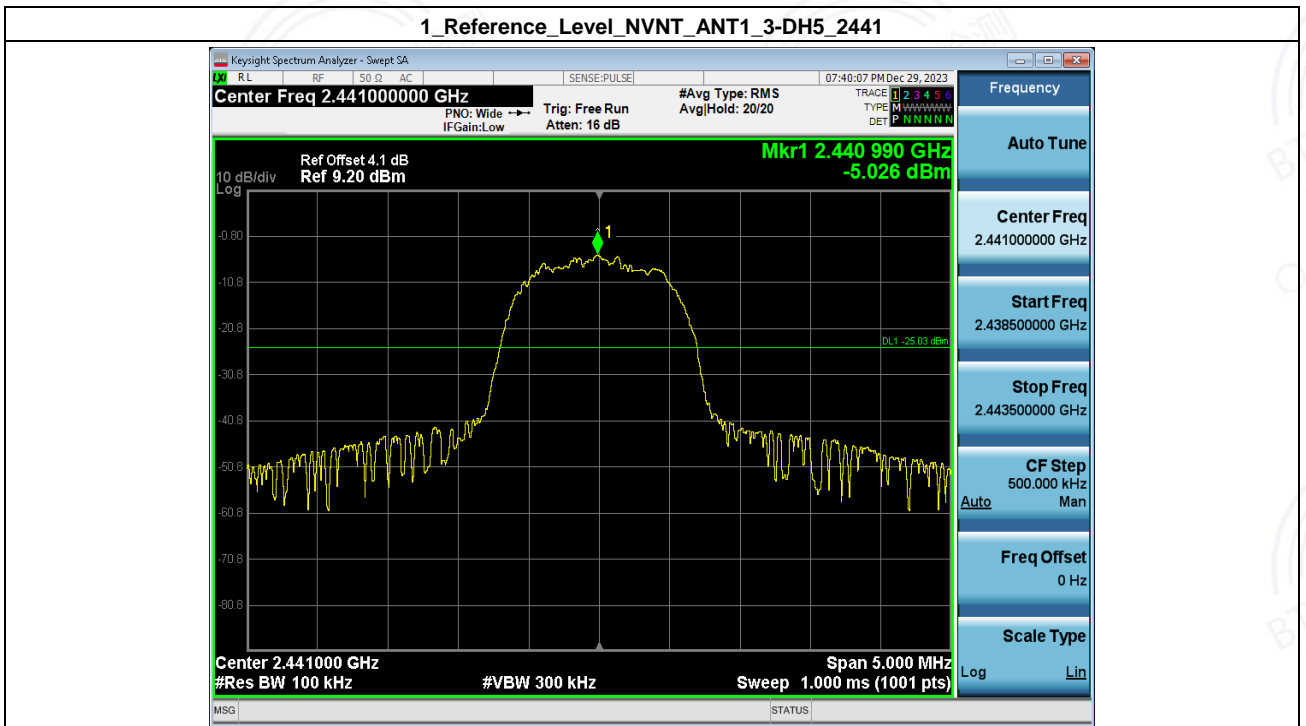 1_Reference_Level_NVNT_ANT1_3-DH5_2441
Keysight Spectrum Analyzer - Swept SA
LXI RL RF 50 Ω AC SENSE:PULSE 07:40:07 PM Dec 29, 2023
Center Freq 2.441000000 GHz #Avg Type: RMS TRACE 1 2 3 4 5 6
PNO: Wide Trig: Free Run Avg|Hold: 20/20 TYPE M WWWWW
IFGain:Low Atten: 16 dB DET P N N N N N
Mkr1 2.440 990 GHz
-5.026 dBm
Ref Offset 4.1 dB
10 dB/div Ref 9.20 dBm
Log
1
-0.80
-10.8
-20.8
DL1 -25.03 dBm
-30.8
-40.8
-50.8
-60.8
-70.8
-80.8
Center 2.441000 GHz Span 5.000 MHz
#Res BW 100 kHz #VBW 300 kHz Sweep 1.000 ms (1001 pts)
MSG STATUS
Frequency
Auto Tune
Center Freq
2.441000000 GHz
Start Freq
2.438500000 GHz
Stop Freq
2.443500000 GHz
CF Step
500.000 kHz
Auto Man
Freq Offset
0 Hz
Scale Type
Log Lin